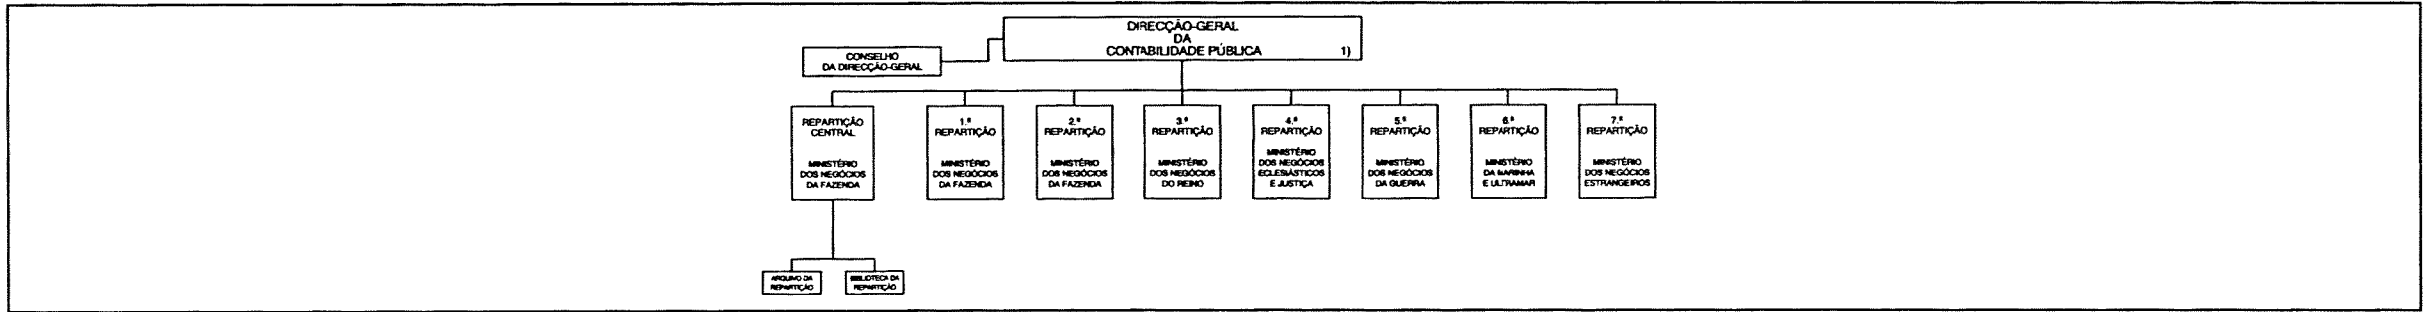 DIRECÇÃO-GERAL
DA
CONTABILIDADE PÚBLICA 1)
CONSELHO
DA DIRECÇÃO-GERAL
REPARTIÇÃO
CENTRAL
MINISTÉRIO
DOS NEGÓCIOS
DA FAZENDA
1.ª
REPARTIÇÃO
MINISTÉRIO
DOS NEGÓCIOS
DA FAZENDA
2.ª
REPARTIÇÃO
MINISTÉRIO
DOS NEGÓCIOS
DA FAZENDA
3.ª
REPARTIÇÃO
MINISTÉRIO
DOS NEGÓCIOS
DO REINO
4.ª
REPARTIÇÃO
MINISTÉRIO
DOS NEGÓCIOS
ECLESIÁSTICOS
E JUSTIÇA
5.ª
REPARTIÇÃO
MINISTÉRIO
DOS NEGÓCIOS
DA GUERRA
6.ª
REPARTIÇÃO
MINISTÉRIO
DA MARINHA
E ULTRAMAR
7.ª
REPARTIÇÃO
MINISTÉRIO
DOS NEGÓCIOS
ESTRANGEIROS
ARQUIVO DA
REPARTIÇÃO
BIBLIOTECA DA
REPARTIÇÃO